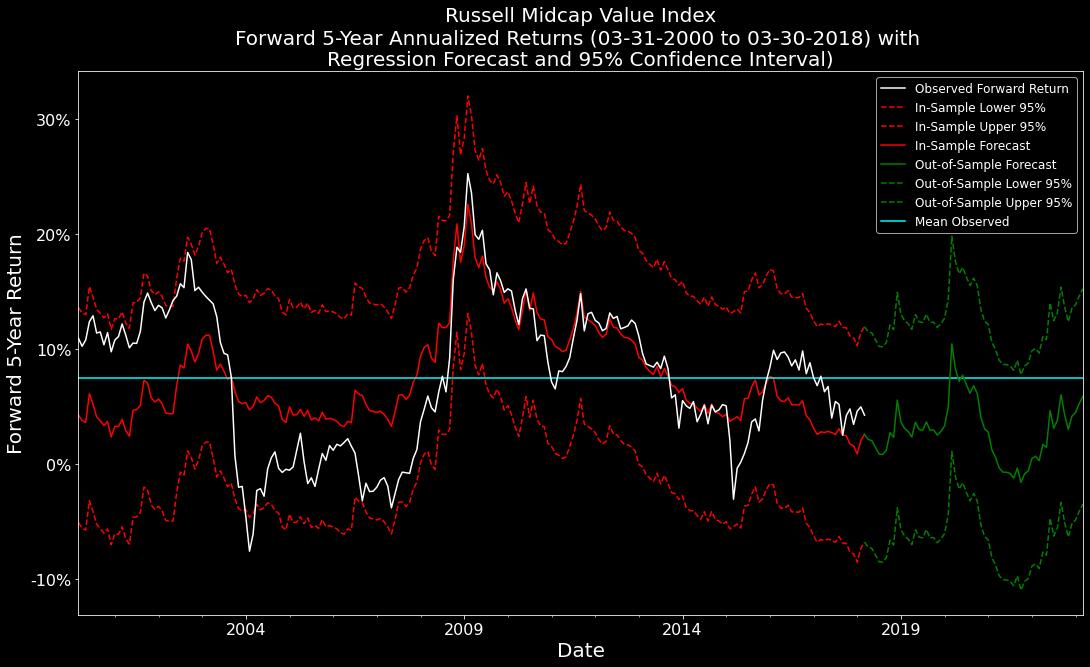 Russell Midcap Value Index
Forward 5-Year Annualized Returns (03-31-2000 to 03-30-2018) with
Regression Forecast and 95% Confidence Interval)
Observed Forward Return
In-Sample Lower 95%
In-Sample Upper 95%
In-Sample Forecast
Out-of-Sample Forecast
Out-of-Sample Lower 95%
Out-of-Sample Upper 95%
Mean Observed
Forward 5-Year Return
30%
20%
10%
0%
-10%
2004
2009
2014
2019
Date